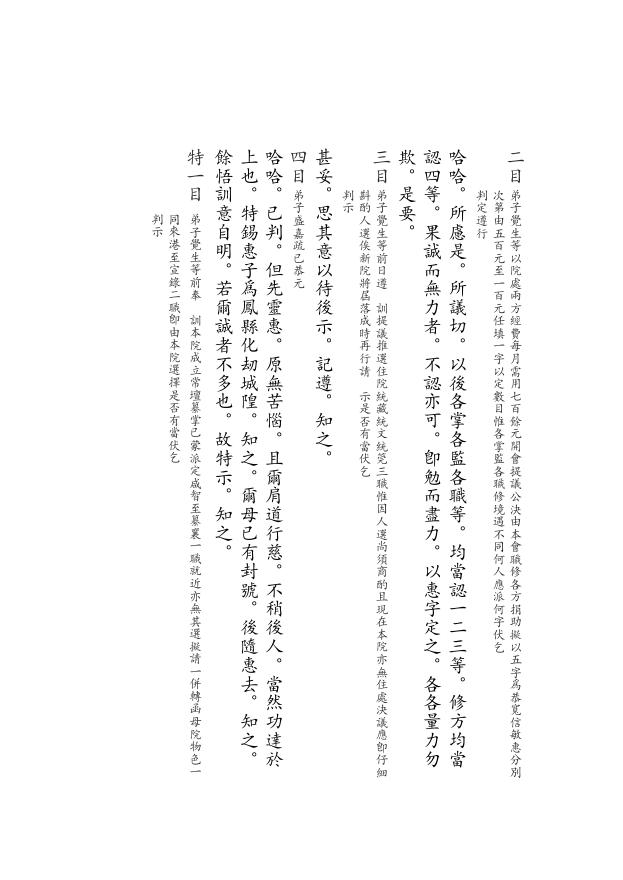 二目 弟子覺生等以院處兩方經費每月需用七百餘元開會提議公決由本會職修各方捐助擬以五字爲恭寬信敏惠分別
次第由五百元至一百元任填一字以定數目惟各掌監各職修境遇不同何人應派何字伏乞
判定遵行
哈哈。所慮是。所議切。以後各掌各監各職等。均當認一二三等。修方均當
認四等。果誠而無力者。不認亦可。卽勉而盡力。以惠字定之。各各量力勿
欺。是要。
三目 弟子覺生等前日遵 訓提議推選住院統藏統文統筦三職惟因人選尚須商酌且現在本院亦無住處決議應卽仔細
斟酌人選俟新院將屆落成時再行請 示是否有當伏乞
判示
甚妥。思其意以待後示。記遵。知之。
四目 弟子盛嘉疏已恭元
哈哈。已判。但先靈惠。原無苦惱。且爾肩道行慈。不稍後人。當然功達於
上也。特錫惠子爲鳳縣化劫城隍。知之。爾母已有封號。後隨惠去。知之。
餘悟訓意自明。若爾誠者不多也。故特示。知之。
特一目 弟子覺生等前奉 訓本院成立常壇纂掌已蒙派定咸智至纂襄一職就近亦無其選擬請一併轉函母院物色一
同來港至宣錄二職卽由本院選擇是否有當伏乞
判示